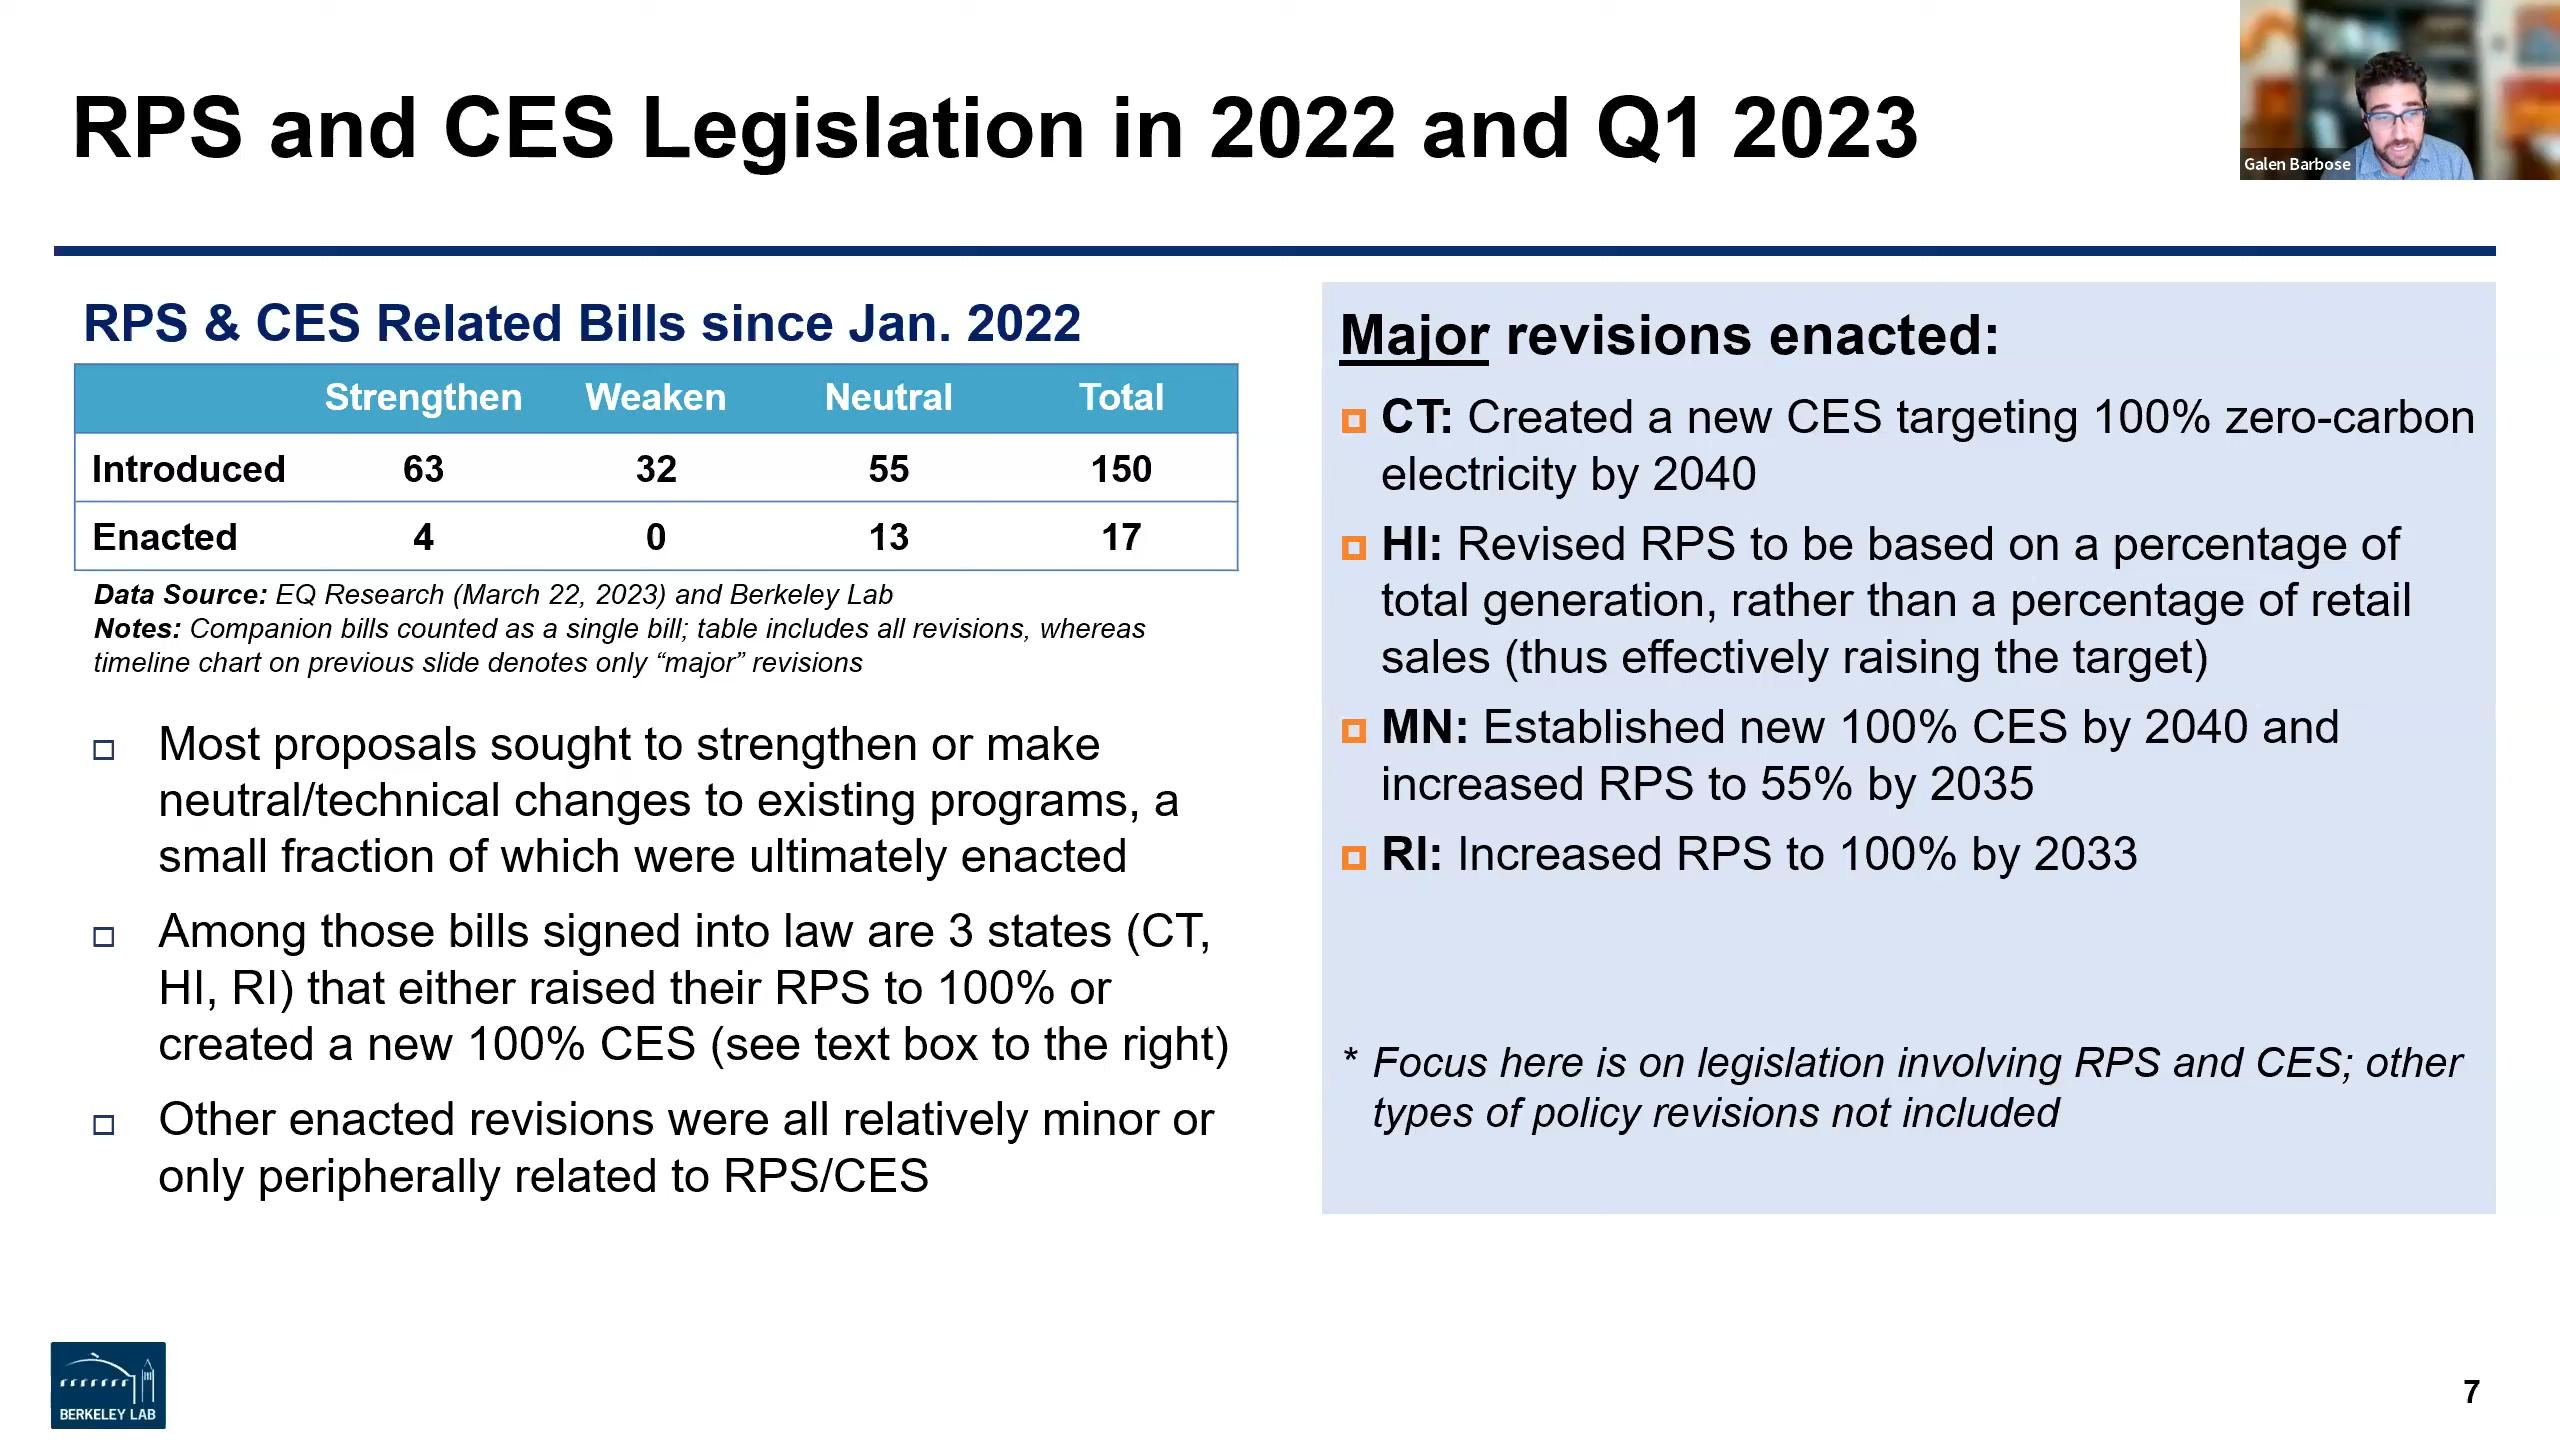 RPS and CES Legislation in 2022 and Q1 2023
Galen Barbose
RPS & CES Related Bills since Jan. 2022
Strengthen Weaken Neutral Total
Introduced 63 32 55 150
Enacted 4 0 13 17
Data Source: EQ Research (March 22, 2023) and Berkeley Lab
Notes: Companion bills counted as a single bill; table includes all revisions, whereas
timeline chart on previous slide denotes only “major” revisions
Most proposals sought to strengthen or make
neutral/technical changes to existing programs, a
small fraction of which were ultimately enacted
Among those bills signed into law are 3 states (CT,
HI, RI) that either raised their RPS to 100% or
created a new 100% CES (see text box to the right)
Other enacted revisions were all relatively minor or
only peripherally related to RPS/CES
Major revisions enacted:
CT: Created a new CES targeting 100% zero-carbon
electricity by 2040
HI: Revised RPS to be based on a percentage of
total generation, rather than a percentage of retail
sales (thus effectively raising the target)
MN: Established new 100% CES by 2040 and
increased RPS to 55% by 2035
RI: Increased RPS to 100% by 2033
* Focus here is on legislation involving RPS and CES; other
types of policy revisions not included
BERKELEY LAB
7